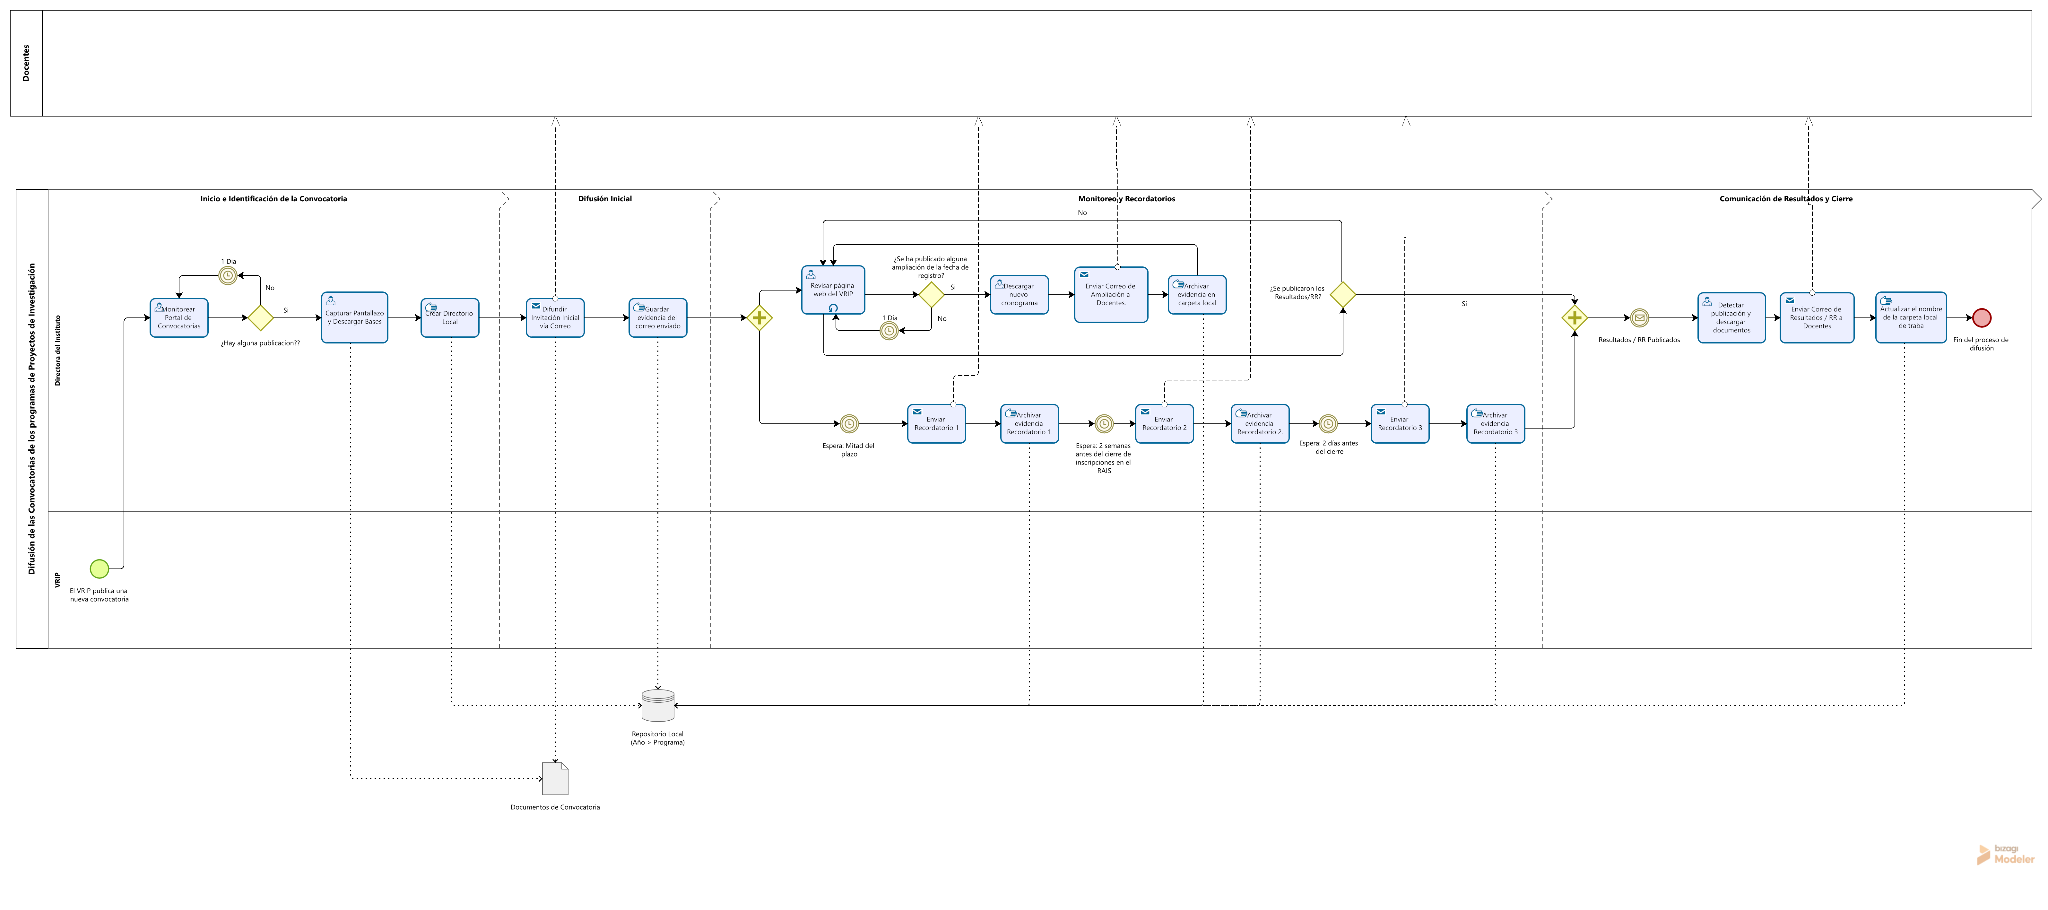 Docentes
Difusión de las Convocatorias de los programas de Proyectos de Investigación
Directora del Instituto
VRIP
Inicio e Identificación de la Convocatoria
Difusión Inicial
Monitoreo y Recordatorios
Comunicación de Resultados y Cierre
El VRIP publica una
nueva convocatoria
Monitorear
Portal de
Convocatorias
1 Día
No
Si
¿Hay alguna publicacion??
Capturar Pantallazo
y Descargar Bases
Crear Directorio
Local
Difundir
Invitación Inicial
vía Correo
Guardar
evidencia de
correo enviado
No
Revisar página
web del VRIP
¿Se ha publicado alguna
ampliación de la fecha de
registro?
Si
1 Día
No
Descargar
nuevo
cronograma
Enviar Correo de
Ampliación a
Docentes
Archivar
evidencia en
carpeta local
¿Se publicaron los
Resultados/RR?
Si
Espera: Mitad del
plazo
Enviar
Recordatorio 1
Archivar
evidencia
Recordatorio 1
Espera: 2 semanas
antes del cierre de
inscripciones en el
RAIS
Enviar
Recordatorio 2
Archivar
evidencia
Recordatorio 2
Espera: 2 días antes
del cierre
Enviar
Recordatorio 3
Archivar
evidencia
Recordatorio 3
Resultados / RR Publicados
Detectar
publicación y
descargar
documentos
Enviar Correo de
Resultados / RR a
Docentes
Actualizar el nombre
de la carpeta local
de traba
Fin del proceso de
difusión
Repositorio Local
(Año > Programa)
Documentos de Convocatoria
bizagi
Modeler